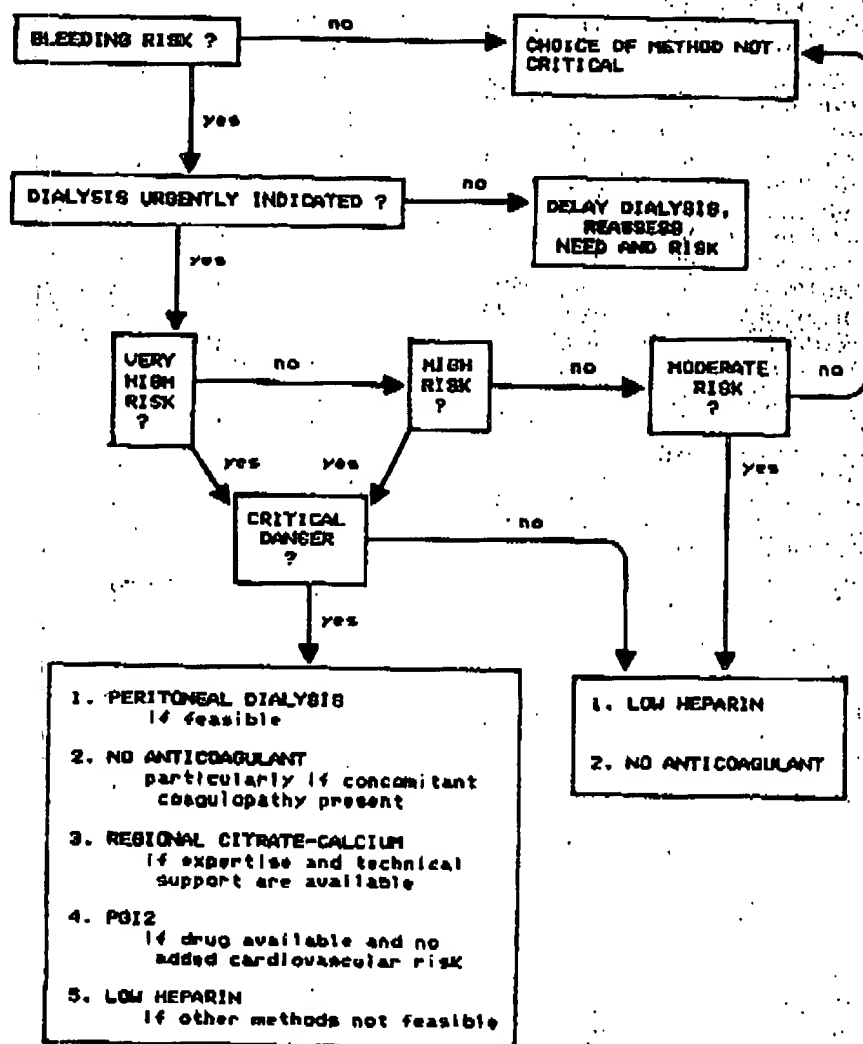 BLEEDING RISK ?
no
CHOICE OF METHOD NOT
CRITICAL
yes
DIALYSIS URGENTLY INDICATED ?
no
DELAY DIALYSIS,
REASSESS
NEED AND RISK
yes
VERY
HIGH
RISK
?
no
HIGH
RISK
?
no
MODERATE
RISK
?
no
yes
yes
yes
CRITICAL
DANGER
?
no
yes
1. PERITONEAL DIALYSIS
if feasible
2. NO ANTICOAGULANT
particularly if concomitant
coagulopathy present
3. REGIONAL CITRATE-CALCIUM
if expertise and technical
support are available
4. PGI2
if drug available and no
added cardiovascular risk
5. LOW HEPARIN
if other methods not feasible
1. LOW HEPARIN
2. NO ANTICOAGULANT